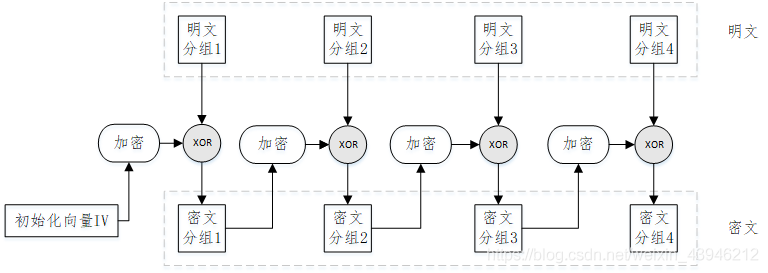 明文
分组1
明文
分组2
明文
分组3
明文
分组4
明文
加密
XOR
加密
XOR
加密
XOR
加密
XOR
初始化向量IV
密文
分组1
密文
分组2
密文
分组3
密文
分组4
密文
https://blog.csdn.net/weixin_43946212